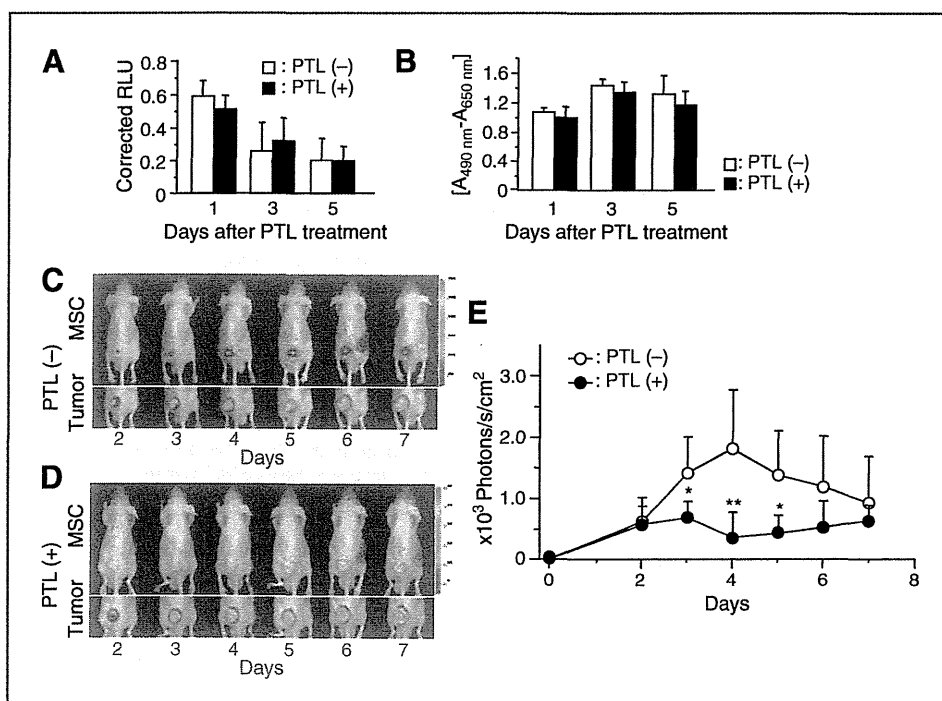 A
Corrected RLU
0.8
0.6
0.4
0.2
0
: PTL (–)
: PTL (+)
1 3 5
Days after PTL treatment
B
[A490 nm-A650 nm]
2
1.6
1.2
0.8
0.4
0
: PTL (–)
: PTL (+)
1 3 5
Days after PTL treatment
C
PTL (–)
MSC
Tumor
2 3 4 5 6 7
Days
D
PTL (+)
MSC
Tumor
2 3 4 5 6 7
Days
E
x10³ Photons/s/cm²
: PTL (–)
: PTL (+)
3.0
2.0
1.0
0
* ** *
0 2 4 6 8
Days